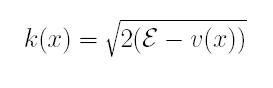 k(x) = √2(ℰ − v(x))